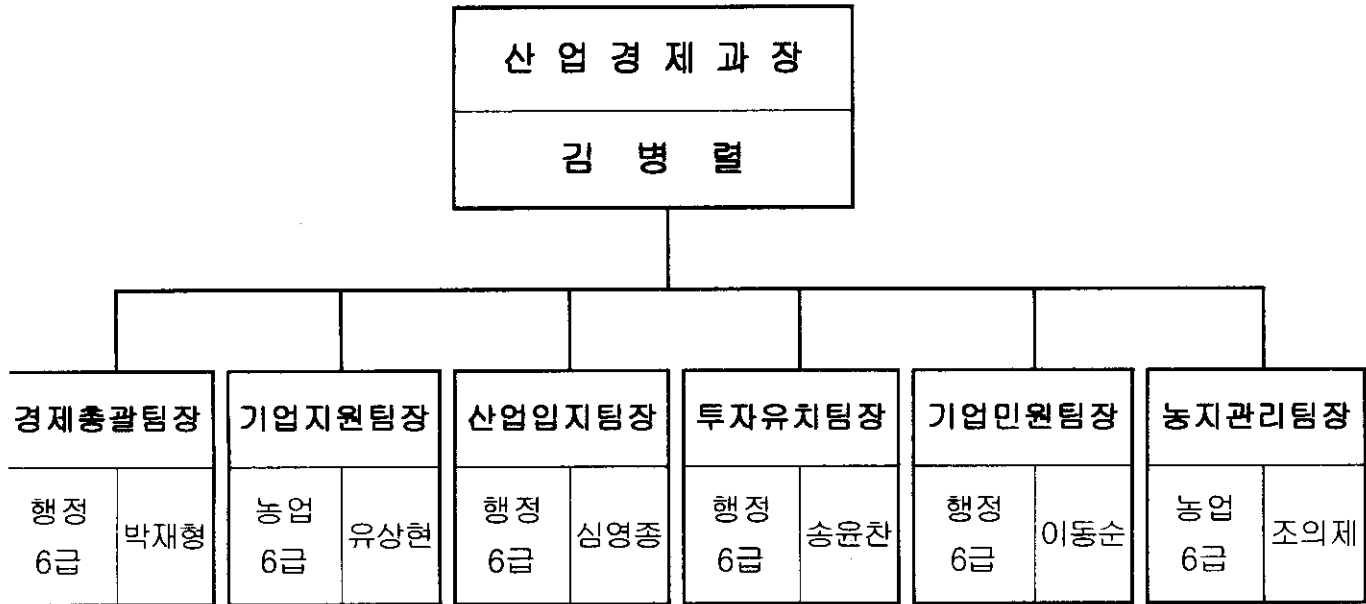 산 업 경 제 과 장
김 병 렬
경제총괄팀장 기업지원팀장 산업입지팀장 투자유치팀장 기업민원팀장 농지관리팀장
행정 6급 박재형 농업 6급 유상현 행정 6급 심영종 행정 6급 송윤찬 행정 6급 이동순 농업 6급 조의제